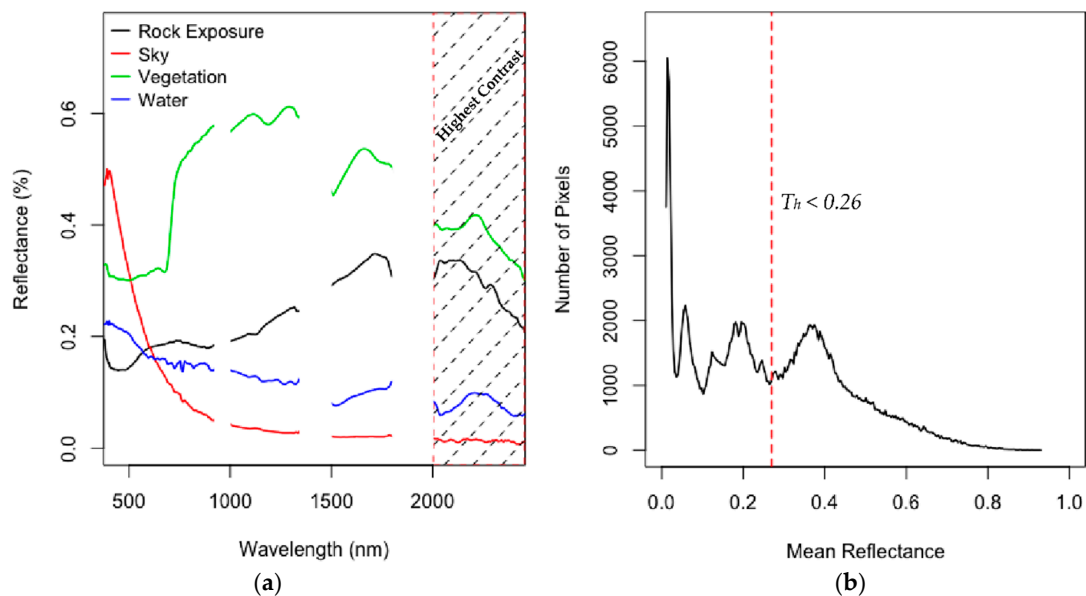 Rock Exposure
Sky
Vegetation
Water
Highest Contrast
Reflectance (%)
0.0
0.2
0.4
0.6
500
1000
1500
2000
Wavelength (nm)
(a)
Number of Pixels
0
1000
2000
3000
4000
5000
6000
Th < 0.26
0.0
0.2
0.4
0.6
0.8
1.0
Mean Reflectance
(b)